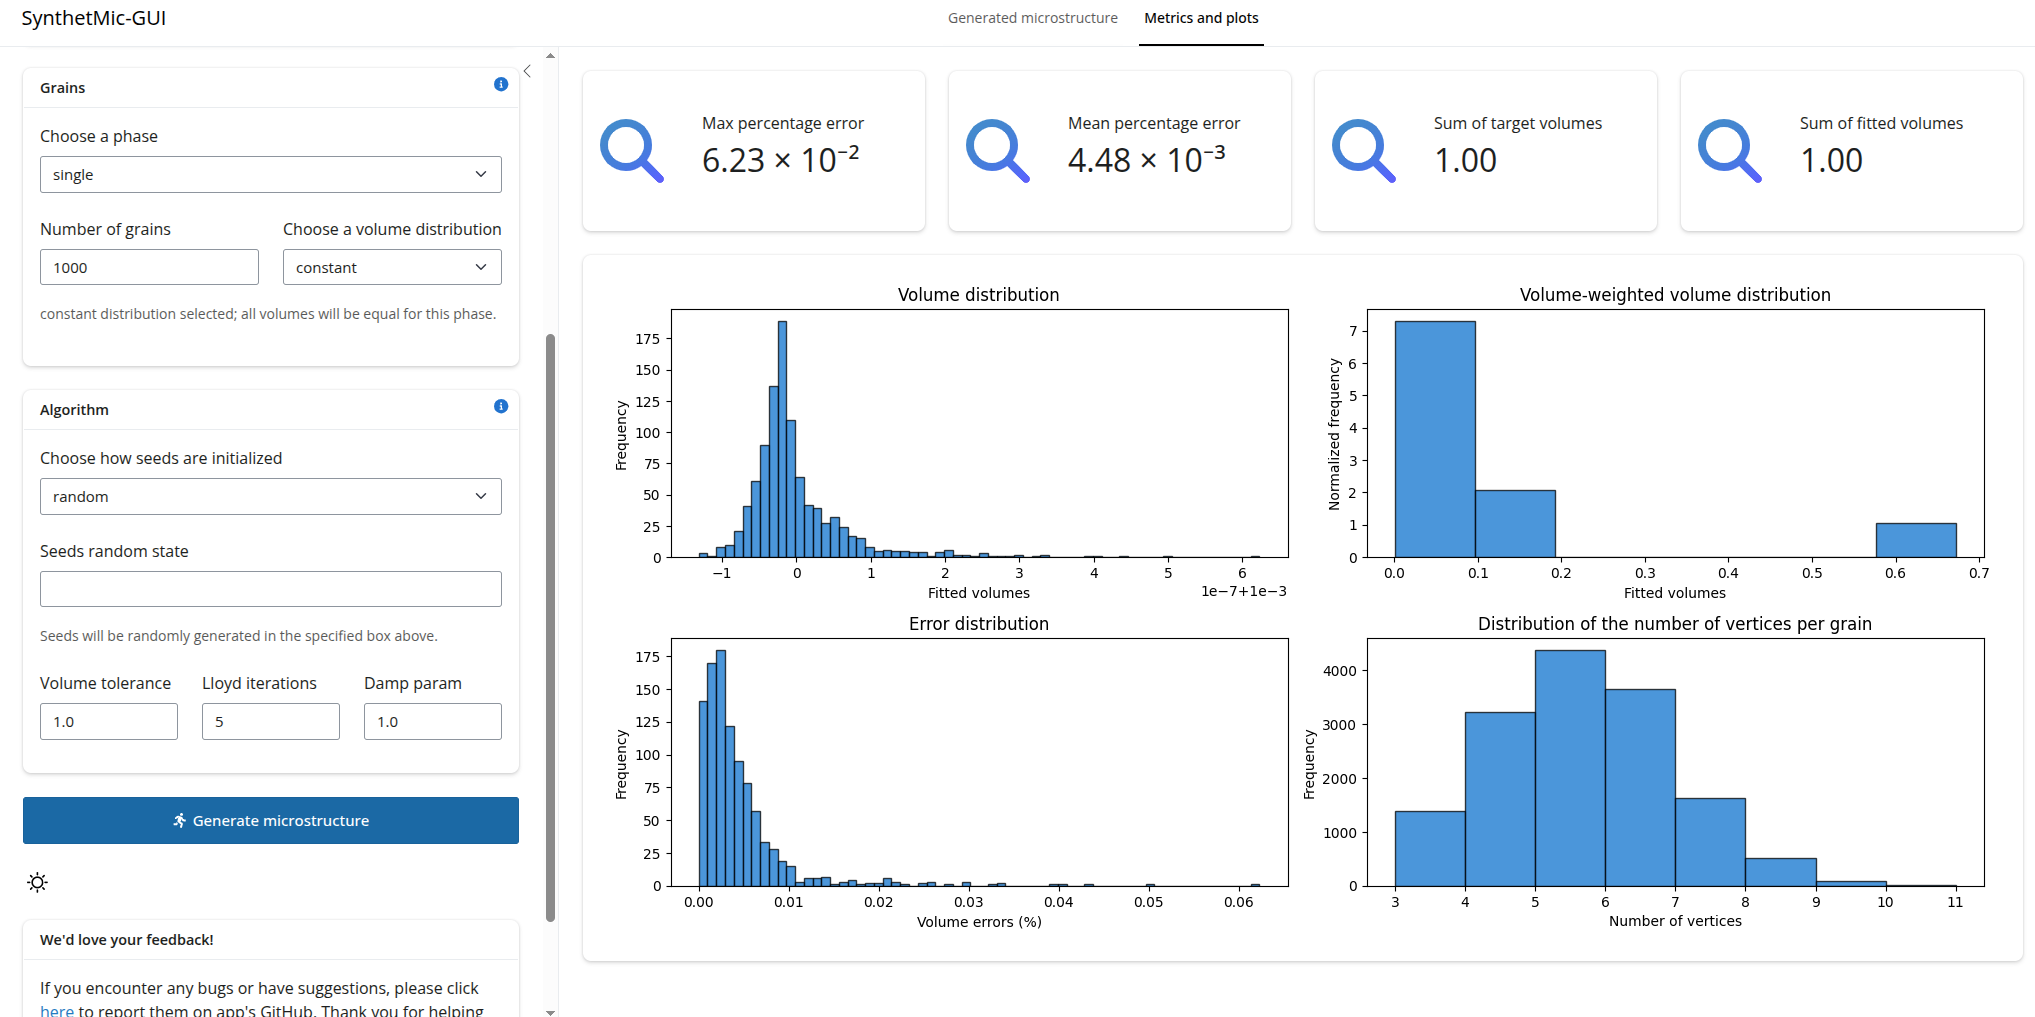 SynthetMic-GUI
Generated microstructure
Metrics and plots
Grains
Choose a phase
single
Number of grains
Choose a volume distribution
1000
constant
constant distribution selected; all volumes will be equal for this phase.
Algorithm
Choose how seeds are initialized
random
Seeds random state
Seeds will be randomly generated in the specified box above.
Volume tolerance
Lloyd iterations
Damp param
1.0
5
1.0
Generate microstructure
We'd love your feedback!
If you encounter any bugs or have suggestions, please click
here to report them on app's GitHub. Thank you for helping
Max percentage error
6.23 × 10⁻²
Mean percentage error
4.48 × 10⁻³
Sum of target volumes
1.00
Sum of fitted volumes
1.00
Volume distribution
Frequency
175
150
125
100
75
50
25
0
−1 0 1 2 3 4 5 6
Fitted volumes
1e−7+1e−3
Volume-weighted volume distribution
Normalized frequency
7
6
5
4
3
2
1
0
0.0 0.1 0.2 0.3 0.4 0.5 0.6 0.7
Fitted volumes
Error distribution
Frequency
175
150
125
100
75
50
25
0
0.00 0.01 0.02 0.03 0.04 0.05 0.06
Volume errors (%)
Distribution of the number of vertices per grain
Frequency
4000
3000
2000
1000
0
3 4 5 6 7 8 9 10 11
Number of vertices